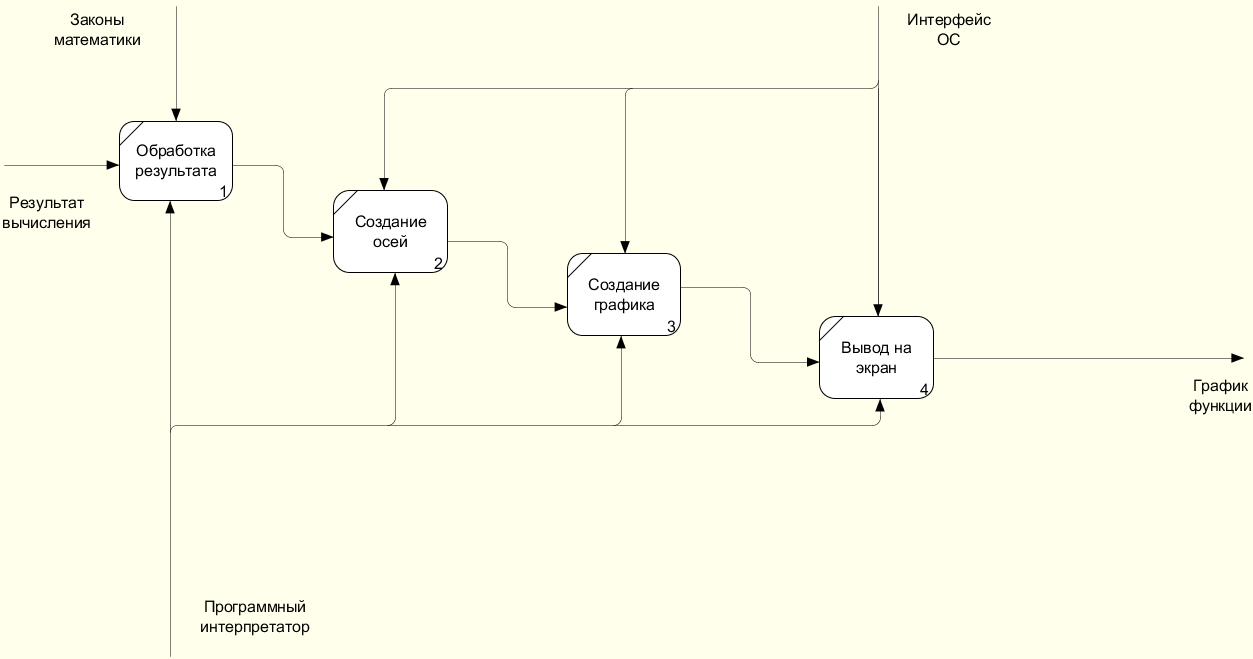 Законы
математики
Интерфейс
ОС
Обработка
результата
1
Результат
вычисления
Создание
осей
2
Создание
графика
3
Вывод на
экран
4
График
функции
Программный
интерпретатор